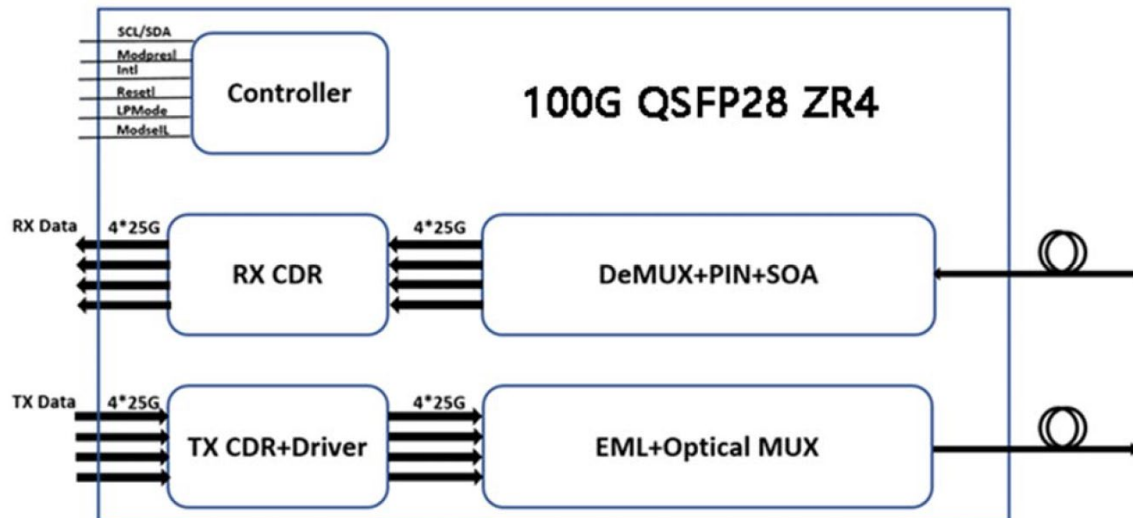 SCL/SDA
Modpresl
Intl
Resetl
LPMode
ModselL
Controller
100G QSFP28 ZR4
RX Data
4*25G
4*25G
RX CDR
DeMUX+PIN+SOA
TX Data
4*25G
4*25G
TX CDR+Driver
EML+Optical MUX